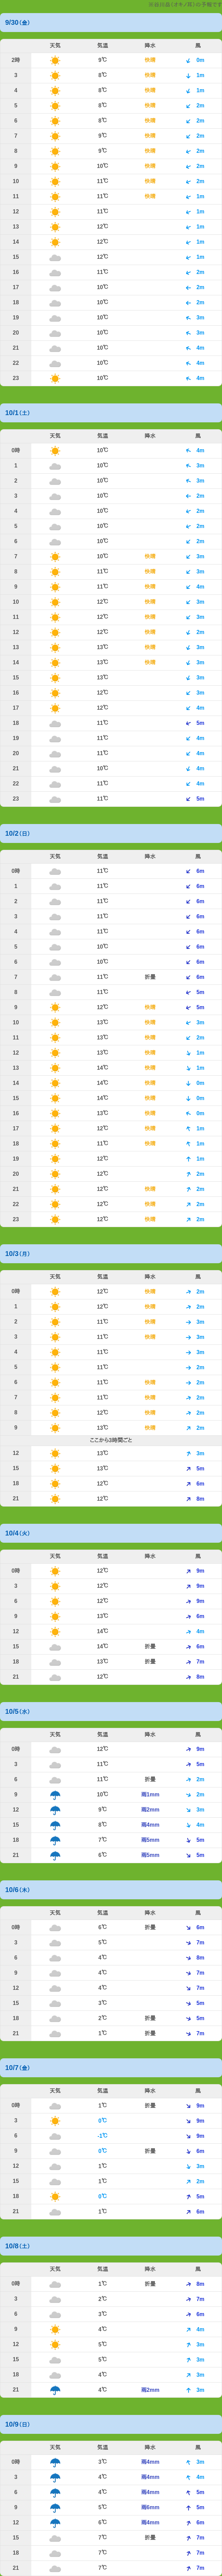 9/30（金）
天気 気温 降水 風
2時 9℃ 快晴 0m
3 8℃ 快晴 1m
4 8℃ 快晴 1m
5 8℃ 快晴 2m
6 8℃ 快晴 2m
7 9℃ 快晴 2m
8 9℃ 快晴 2m
9 10℃ 快晴 2m
10 11℃ 快晴 2m
11 11℃ 快晴 1m
12 11℃ 1m
13 12℃ 1m
14 12℃ 1m
15 12℃ 1m
16 11℃ 2m
17 10℃ 2m
18 10℃ 2m
19 10℃ 3m
20 10℃ 3m
21 10℃ 4m
22 10℃ 4m
23 10℃ 4m
10/1（土）
天気 気温 降水 風
0時 10℃ 4m
1 10℃ 3m
2 10℃ 3m
3 10℃ 2m
4 10℃ 2m
5 10℃ 2m
6 10℃ 2m
7 10℃ 快晴 3m
8 11℃ 快晴 3m
9 11℃ 快晴 4m
10 12℃ 快晴 3m
11 12℃ 快晴 3m
12 12℃ 快晴 2m
13 13℃ 快晴 3m
14 13℃ 快晴 3m
15 13℃ 3m
16 12℃ 3m
17 12℃ 4m
18 11℃ 5m
19 11℃ 4m
20 11℃ 4m
21 10℃ 4m
22 11℃ 4m
23 11℃ 5m
10/2（日）
天気 気温 降水 風
0時 11℃ 6m
1 11℃ 6m
2 11℃ 6m
3 11℃ 6m
4 11℃ 6m
5 10℃ 6m
6 10℃ 6m
7 11℃ 折曇 6m
8 11℃ 5m
9 12℃ 快晴 5m
10 13℃ 快晴 3m
11 13℃ 快晴 2m
12 13℃ 快晴 1m
13 14℃ 快晴 1m
14 14℃ 快晴 0m
15 14℃ 快晴 0m
16 13℃ 快晴 0m
17 12℃ 快晴 1m
18 11℃ 快晴 1m
19 12℃ 1m
20 12℃ 2m
21 12℃ 快晴 2m
22 12℃ 快晴 2m
23 12℃ 快晴 2m
10/3（月）
天気 気温 降水 風
0時 12℃ 快晴 2m
1 12℃ 快晴 2m
2 11℃ 快晴 3m
3 11℃ 快晴 3m
4 11℃ 3m
5 11℃ 2m
6 11℃ 快晴 2m
7 11℃ 快晴 2m
8 12℃ 快晴 2m
9 13℃ 快晴 2m
ここから3時間ごと
12 13℃ 3m
15 13℃ 5m
18 12℃ 6m
21 12℃ 8m
10/4（火）
天気 気温 降水 風
0時 12℃ 9m
3 12℃ 9m
6 12℃ 9m
9 13℃ 6m
12 14℃ 4m
15 14℃ 折曇 6m
18 13℃ 折曇 7m
21 12℃ 8m
10/5（水）
天気 気温 降水 風
0時 12℃ 9m
3 11℃ 5m
6 11℃ 折曇 2m
9 10℃ 雨1mm 2m
12 9℃ 雨2mm 3m
15 8℃ 雨4mm 4m
18 7℃ 雨5mm 5m
21 6℃ 雨5mm 5m
10/6（木）
天気 気温 降水 風
0時 6℃ 折曇 6m
3 5℃ 7m
6 4℃ 8m
9 4℃ 7m
12 4℃ 7m
15 3℃ 5m
18 2℃ 折曇 5m
21 1℃ 折曇 7m
10/7（金）
天気 気温 降水 風
0時 1℃ 折曇 9m
3 0℃ 9m
6 -1℃ 9m
9 0℃ 折曇 6m
12 1℃ 3m
15 1℃ 2m
18 0℃ 5m
21 1℃ 6m
10/8（土）
天気 気温 降水 風
0時 1℃ 折曇 8m
3 2℃ 7m
6 3℃ 6m
9 4℃ 4m
12 5℃ 3m
15 5℃ 3m
18 4℃ 3m
21 4℃ 雨2mm 3m
10/9（日）
天気 気温 降水 風
0時 3℃ 雨4mm 3m
3 4℃ 雨4mm 4m
6 4℃ 雨4mm 5m
9 5℃ 雨6mm 5m
12 6℃ 雨4mm 6m
15 7℃ 折曇 7m
18 7℃ 7m
21 7℃ 7m